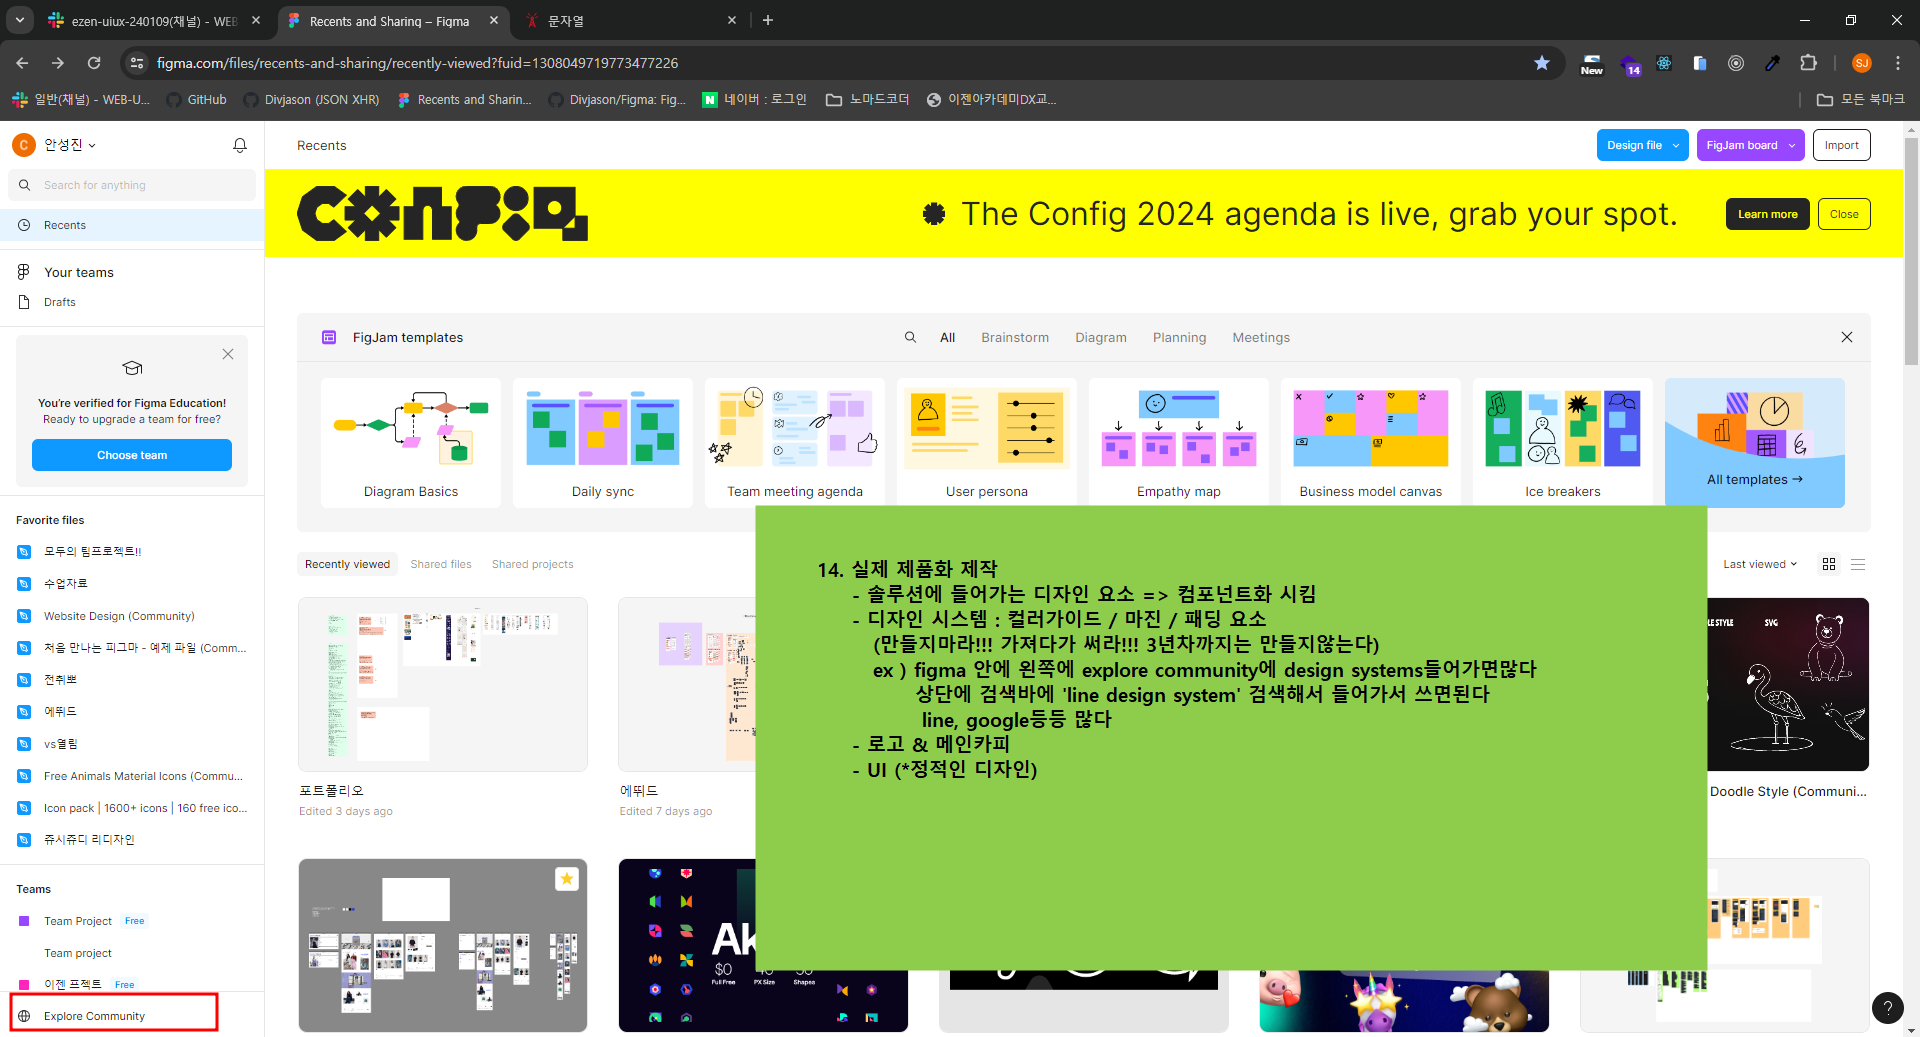 ezen-uiux-240109(채널) - WEB
Recents and Sharing – Figma
문자열
figma.com/files/recents-and-sharing/recently-viewed?fuid=1308049719773477226
New
14
SJ
일반(채널) - WEB-U...
GitHub
Divjason (JSON XHR)
Recents and Sharin...
Divjason/Figma: Fig...
N
네이버 : 로그인
노마드코더
이젠아카데미DX교...
모든 북마크
C
안성진
Search for anything
Recents
Your teams
Drafts
You're verified for Figma Education!
Ready to upgrade a team for free?
Choose team
Favorite files
모두의 팀프로젝트!!
수업자료
Website Design (Community)
처음 만나는 피그마 - 예제 파일 (Comm...
전취뽀
에뛰드
vs열림
Free Animals Material Icons (Commu...
Icon pack | 1600+ icons | 160 free ico...
쥬시쥬디 리디자인
Teams
Team Project Free
Team project
이젠 프젝트 Free
Explore Community
Recents
Design file
FigJam board
Import
CONFIG
The Config 2024 agenda is live, grab your spot.
Learn more
Close
FigJam templates
All
Brainstorm
Diagram
Planning
Meetings
Diagram Basics
Daily sync
Team meeting agenda
User persona
Empathy map
Business model canvas
Ice breakers
All templates →
Recently viewed
Shared files
Shared projects
Last viewed
14. 실제 제품화 제작
- 솔루션에 들어가는 디자인 요소 => 컴포넌트화 시킴
- 디자인 시스템 : 컬러가이드 / 마진 / 패딩 요소
(만들지마라!!! 가져다가 써라!!! 3년차까지는 만들지않는다)
ex ) figma 안에 왼쪽에 explore community에 design systems들어가면많다
상단에 검색바에 'line design system' 검색해서 들어가서 쓰면된다
line, google등등 많다
- 로고 & 메인카피
- UI (*정적인 디자인)
포트폴리오
Edited 3 days ago
에뛰드
Edited 7 days ago
SVG
Doodle Style (Communi...
Ak
$0
Full Free
PX Size
Shapes
?